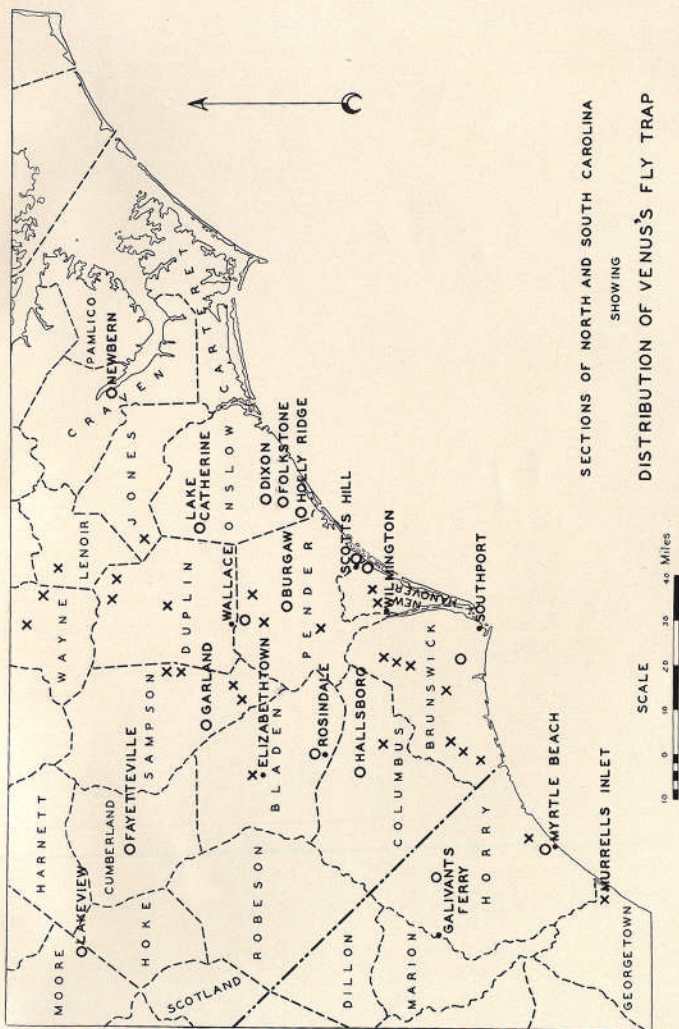 MOORE
HARNETT
WAYNE
LENOIR
PAMLICO
LAKEVIEW
HOKE
CUMBERLAND
FAYETTEVILLE
SAMPSON
DUPLIN
JONES
CRAVEN
NEWBERN
SCOTLAND
ROBESON
GARLAND
WALLACE
LAKE
CATHERINE
ONSLOW
CARTERET
ELIZABETHTOWN
BLADEN
BURGAW
DIXON
FOLKSTONE
HOLLY RIDGE
ROSINDALE
PENDER
SCOTTS HILL
HALLSBORO
WILMINGTON
NEW
HANOVER
DILLON
COLUMBUS
BRUNSWICK
SOUTHPORT
MARION
GALIVANTS
FERRY
HORRY
MYRTLE BEACH
MURRELLS INLET
GEORGETOWN
SECTIONS OF NORTH AND SOUTH CAROLINA
SHOWING
DISTRIBUTION OF VENUS'S FLY TRAP
SCALE
10 0 10 20 30 40 Miles